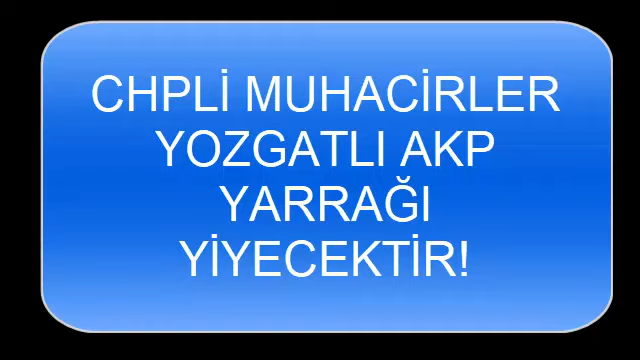 CHPLİ MUHACİRLER
YOZGATLI AKP
YARRAĞI
YİYECEKTİR!